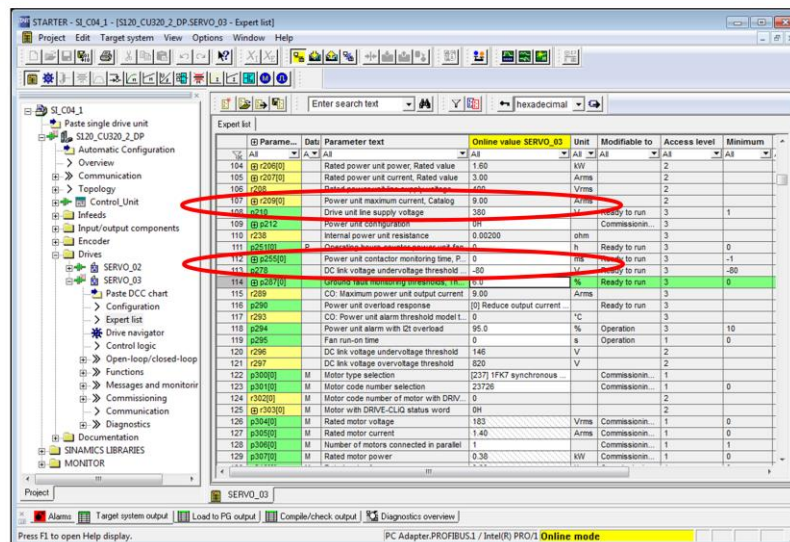 STARTER - SI_C04_1 - [S120_CU320_2_DP.SERVO_03 - Expert list]
Project Edit Target system View Options Window Help
Enter search text hexadecimal
SI_C04_1
Paste single drive unit
S120_CU320_2_DP
Automatic Configuration
Overview
Communication
Topology
Control_Unit
Infeeds
Input/output components
Encoder
Drives
SERVO_02
SERVO_03
Paste DCC chart
Configuration
Expert list
Drive navigator
Control logic
Open-loop/closed-loop
Functions
Messages and monitorin
Commissioning
Communication
Diagnostics
Documentation
SINAMICS LIBRARIES
MONITOR
Project
Expert list
Parame... Data Parameter text Online value SERVO_03 Unit Modifiable to Access level Minimum
All A All All All All All All
104 r206[0] Rated power unit power, Rated value 1.60 kW 2
105 r207[0] Rated power unit current, Rated value 3.00 Arms 2
106 r208 Rated power unit line supply voltage 400 Vrms 2
107 r209[0] Power unit maximum current, Catalog 9.00 Arms 2
108 p210 Drive unit line supply voltage 380 V Ready to run 3 1
109 p212 Power unit configuration 0H Commissionin... 3
110 r238 Internal power unit resistance 0.00200 ohm 3
111 p251[0] P Operating hours counter power unit fan 0 h Ready to run 3 0
112 p255[0] Power unit contactor monitoring time, P... 0 ms Ready to run 3 -1
113 p278 DC link voltage undervoltage threshold ... -80 V Ready to run 3 -80
114 p287[0] Ground fault monitoring thresholds, Th... 6.0 % Ready to run 3 0
115 r289 CO: Maximum power unit output current 9.00 Arms 3
116 p290 Power unit overload response [0] Reduce output current ... Ready to run 3
117 r293 CO: Power unit alarm threshold model t... 0 °C 3
118 p294 Power unit alarm with I2t overload 95.0 % Operation 3 10
119 p295 Fan run-on time 0 s Operation 1 0
120 r296 DC link voltage undervoltage threshold 146 V 2
121 r297 DC link voltage overvoltage threshold 820 V 2
122 p300[0] M Motor type selection [237] 1FK7 synchronous ... Commissionin... 1
123 p301[0] M Motor code number selection 23726 Commissionin... 1 0
124 r302[0] M Motor code number of motor with DRIV... 0 2
125 r303[0] M Motor with DRIVE-CLiQ status word 0H 2
126 p304[0] M Rated motor voltage 183 Vrms Commissionin... 1 0
127 p305[0] M Rated motor current 1.40 Arms Commissionin... 1 0
128 p306[0] M Number of motors connected in parallel 1 Commissionin... 1 1
129 p307[0] M Rated motor power 0.38 kW Commissionin... 1 0
SERVO_03
Alarms Target system output Load to PG output Compile/check output Diagnostics overview
Press F1 to open Help display. PC Adapter.PROFIBUS.1 / Intel(R) PRO/1 Online mode